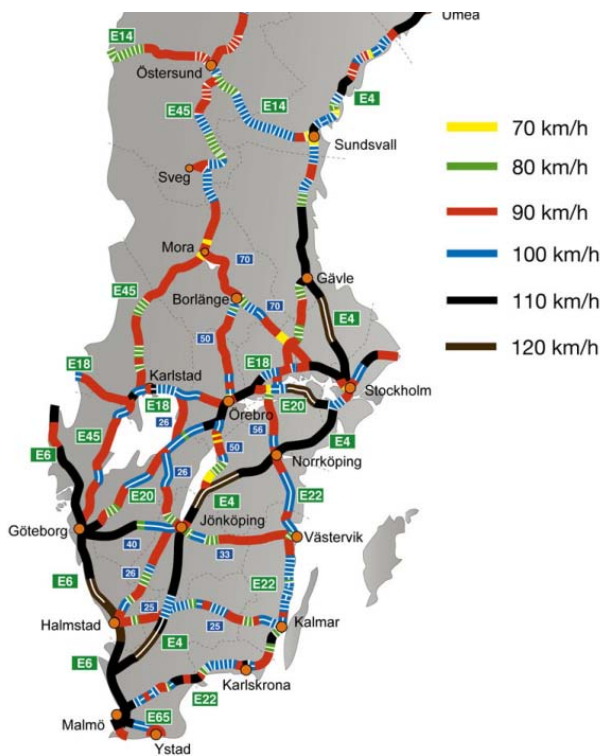 Umeå
E14
Östersund
E14
E4
E45
Sundsvall
Sveg
Mora
70
Gävle
E45
Borlänge
70
50
E4
E18
Karlstad
E18
E18
E20
Stockholm
26
Örebro
E45
56
E4
E6
50
26
Norrköping
E20
E4
E22
Göteborg
Jönköping
Västervik
40
33
E6
26
E22
25
Halmstad
25
Kalmar
E4
E6
Karlskrona
E22
Malmö
E65
Ystad
70 km/h
80 km/h
90 km/h
100 km/h
110 km/h
120 km/h